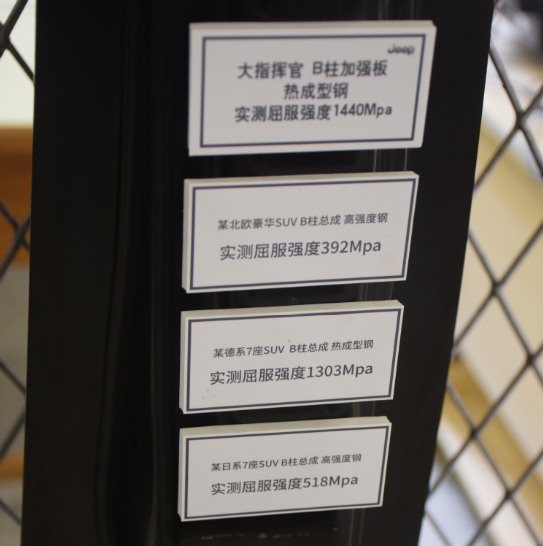 Jeep
大指挥官 B柱加强板
热成型钢
实测屈服强度1440Mpa
某北欧豪华SUV B柱总成 高强度钢
实测屈服强度392Mpa
某德系7座SUV B柱总成 热成型钢
实测屈服强度1303Mpa
某日系7座SUV B柱总成 高强度钢
实测屈服强度518Mpa